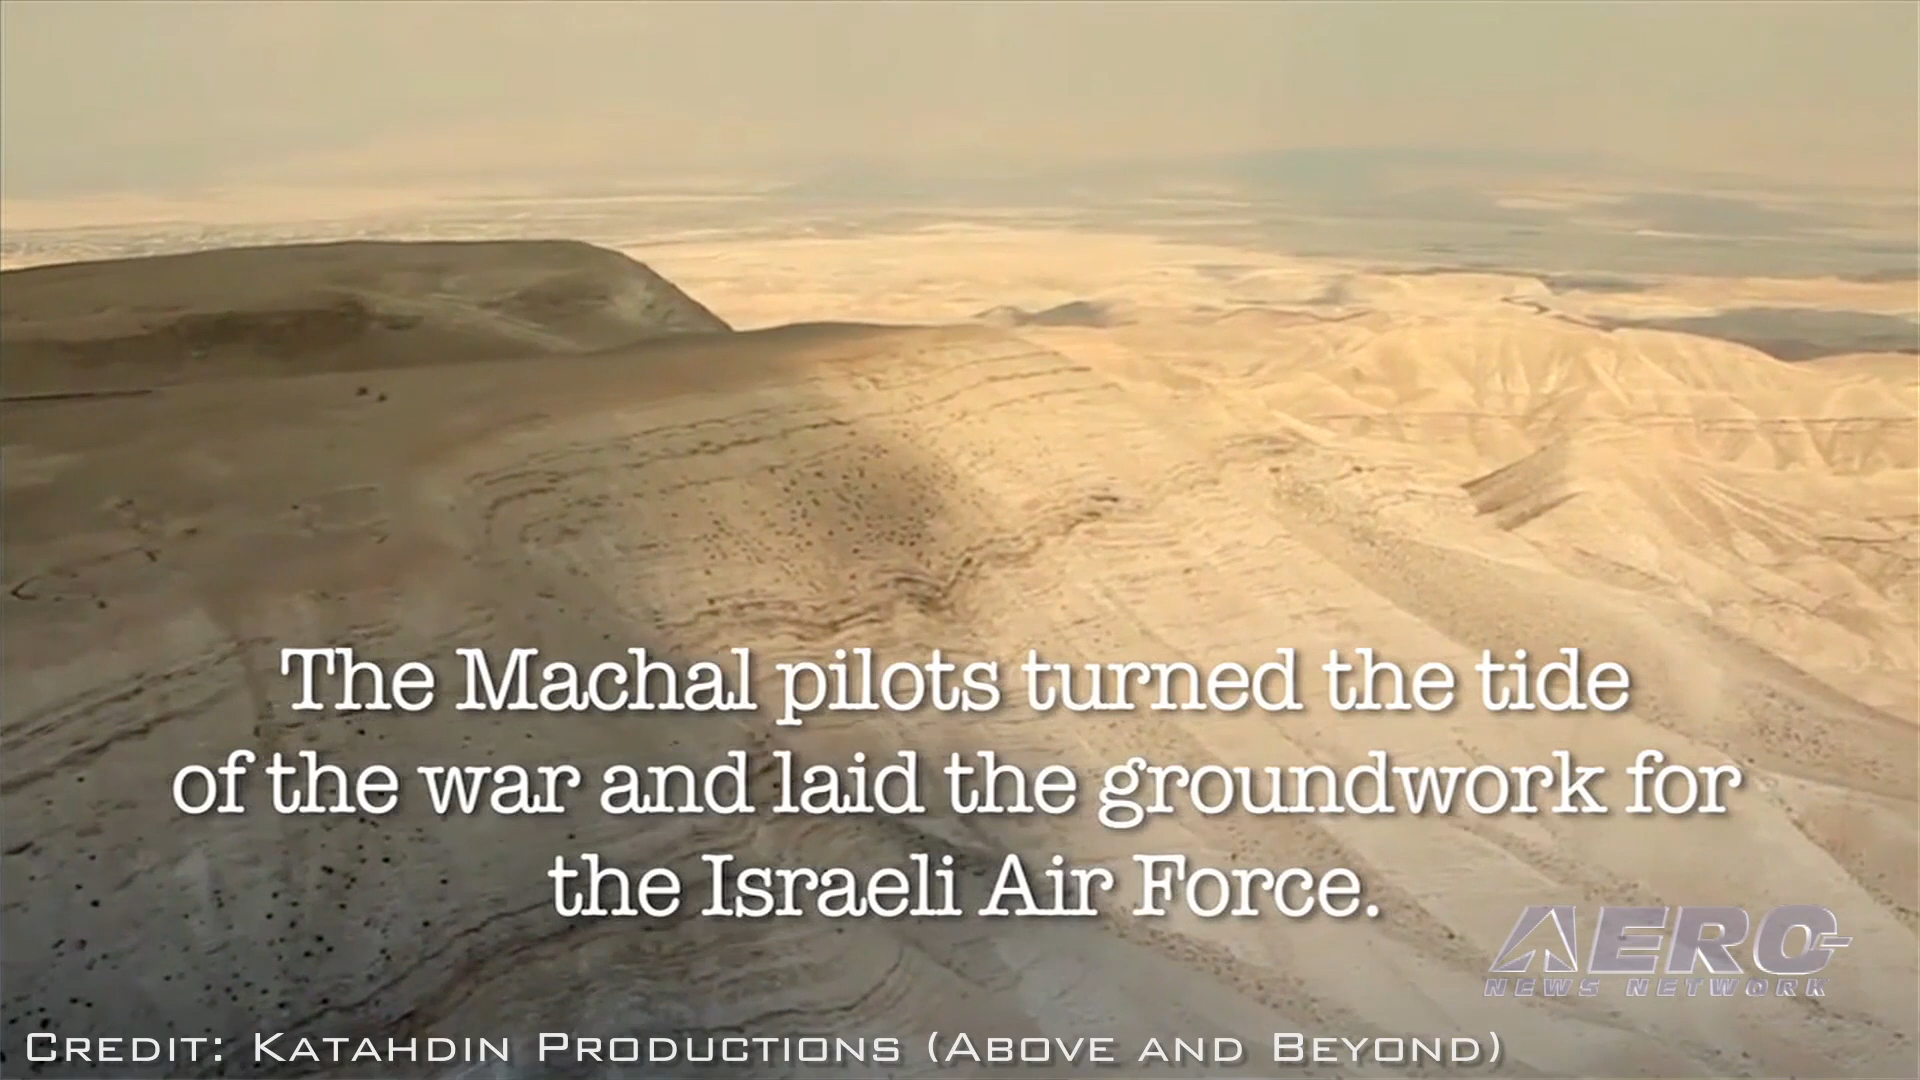 The Machal pilots turned the tide
of the war and laid the groundwork for
the Israeli Air Force.
AERO
NEWS NETWORK
Credit: Katahdin Productions (Above and Beyond)